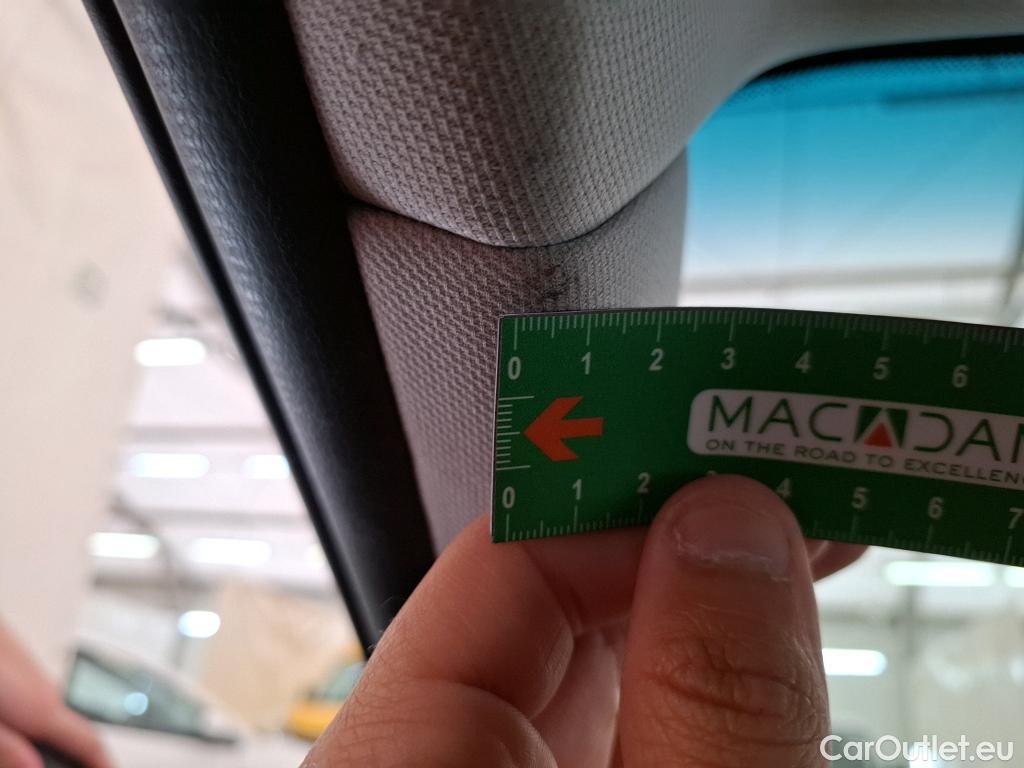 0 1 2 3 4 5 6
MACADAM
ON THE ROAD TO EXCELLENC
0 1 2 3 4 5 6 7
CarOutlet.eu